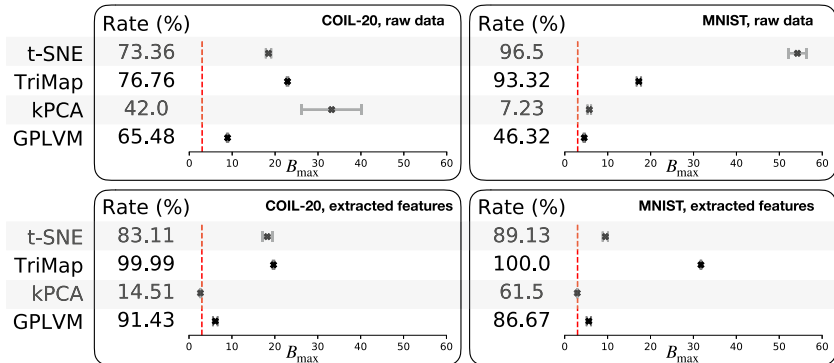 Rate (%) COIL-20, raw data Rate (%) MNIST, raw data
t-SNE 73.36 96.5
TriMap 76.76 93.32
kPCA 42.0 7.23
GPLVM 65.48 46.32
0 10 20 30 40 50 60 0 10 20 30 40 50 60
Bmax Bmax
Rate (%) COIL-20, extracted features Rate (%) MNIST, extracted features
t-SNE 83.11 89.13
TriMap 99.99 100.0
kPCA 14.51 61.5
GPLVM 91.43 86.67
0 10 20 30 40 50 60 0 10 20 30 40 50 60
Bmax Bmax